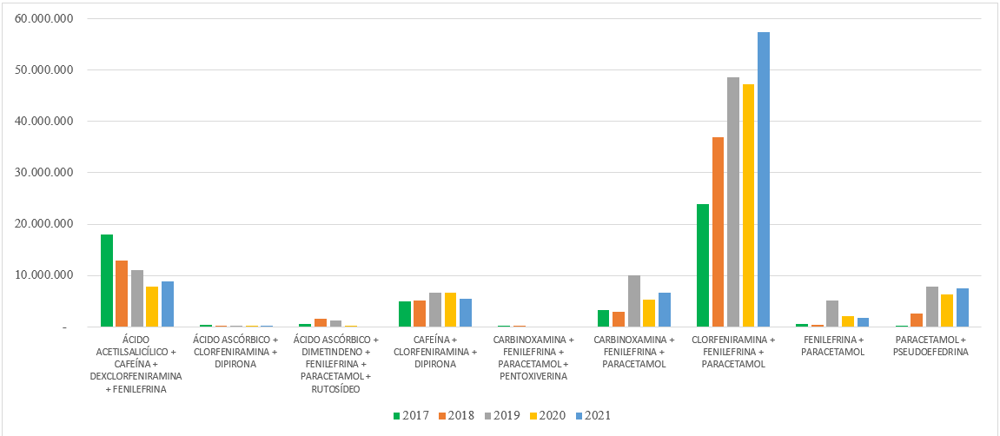 60.000.000
50.000.000
40.000.000
30.000.000
20.000.000
10.000.000
-
ÁCIDO
ACETILSALICÍLICO +
CAFEÍNA +
DEXCLORFENIRAMINA
+ FENILEFRINA
ÁCIDO ASCÓRBICO +
CLORFENIRAMINA +
DIPIRONA
ÁCIDO ASCÓRBICO +
DIMETINDENO +
FENILEFRINA +
PARACETAMOL +
RUTOSÍDEO
CAFEÍNA +
CLORFENIRAMINA +
DIPIRONA
CARBINOXAMINA +
FENILEFRINA +
PARACETAMOL +
PENTOXIVERINA
CARBINOXAMINA +
FENILEFRINA +
PARACETAMOL
CLORFENIRAMINA +
FENILEFRINA +
PARACETAMOL
FENILEFRINA +
PARACETAMOL
PARACETAMOL +
PSEUDOEFEDRINA
2017 2018 2019 2020 2021